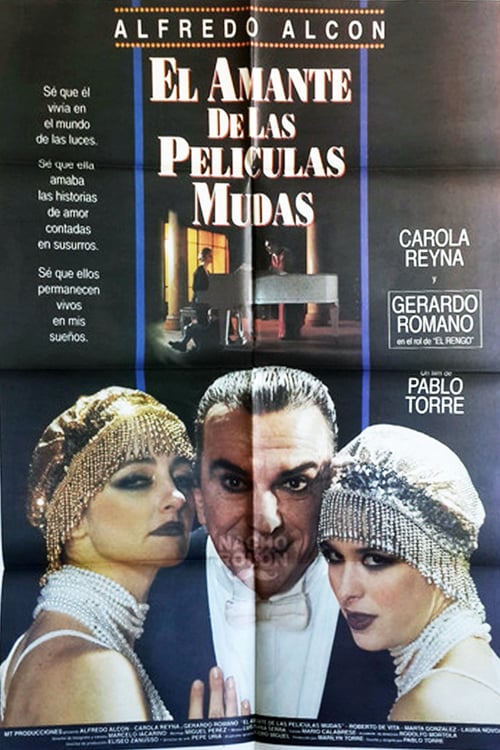 ALFREDO ALCON
EL AMANTE
DE LAS
PELICULAS
MUDAS
Sé que él
vivía en
el mundo
de las luces.
Sé que ella
amaba
las historias
de amor
contadas
en susurros.
Sé que ellos
permanecen
vivos
en mis
sueños.
CAROLA
REYNA
y
GERARDO
ROMANO
en el rol de "EL RENGO"
Un film de
PABLO
TORRE
MT PRODUCCIONES ALFREDO ALCON - CAROLA REYNA GERARDO ROMANO "EL AMANTE DE LAS PELICULAS MUDAS" ROBERTO DE VITA MARTA GONZALEZ
MARCELO IACARINO MIGUEL PEREZ MARIO CALABRESE RODOLFO MORTOLA
ELISEO ZANUSSO PEPE URIA MARILYN TORRE PABLO TORRE